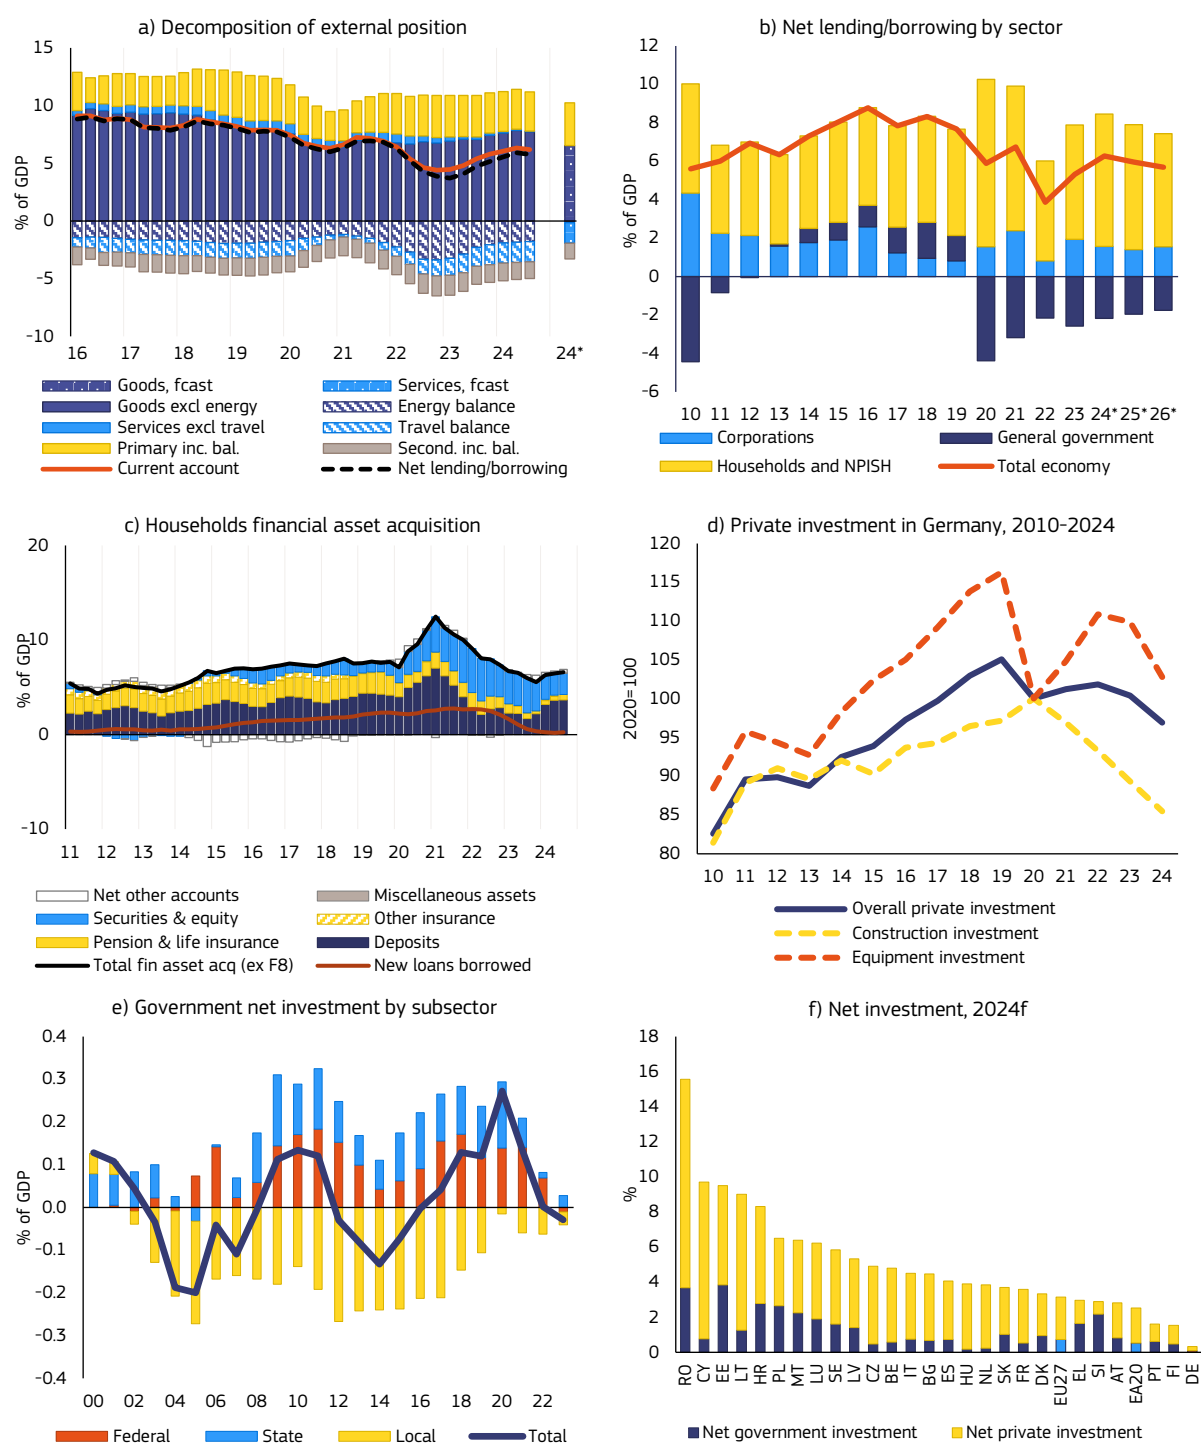 a) Decomposition of external position
% of GDP
15
10
5
0
-5
-10
16 17 18 19 20 21 22 23 24 24*
Goods, fcast
Services, fcast
Goods excl energy
Energy balance
Services excl travel
Travel balance
Primary inc. bal.
Second. inc. bal.
Current account
Net lending/borrowing
b) Net lending/borrowing by sector
% of GDP
12
10
8
6
4
2
0
-2
-4
-6
10 11 12 13 14 15 16 17 18 19 20 21 22 23 24* 25* 26*
Corporations
General government
Households and NPISH
Total economy
c) Households financial asset acquisition
% of GDP
20
10
0
-10
11 12 13 14 15 16 17 18 19 20 21 22 23 24
Net other accounts
Miscellaneous assets
Securities & equity
Other insurance
Pension & life insurance
Deposits
Total fin asset acq (ex F8)
New loans borrowed
d) Private investment in Germany, 2010-2024
2020=100
120
115
110
105
100
95
90
85
80
10 11 12 13 14 15 16 17 18 19 20 21 22 23 24
Overall private investment
Construction investment
Equipment investment
e) Government net investment by subsector
% of GDP
0.4
0.3
0.2
0.1
0.0
-0.1
-0.2
-0.3
-0.4
00 02 04 06 08 10 12 14 16 18 20 22
Federal
State
Local
Total
f) Net investment, 2024f
%
18
16
14
12
10
8
6
4
2
0
RO CY EE LT HR PL MT LU SE LV CZ BE IT BG ES HU NL SK FR DK EU27 EL SI AT EA20 PT FI DE
Net government investment
Net private investment